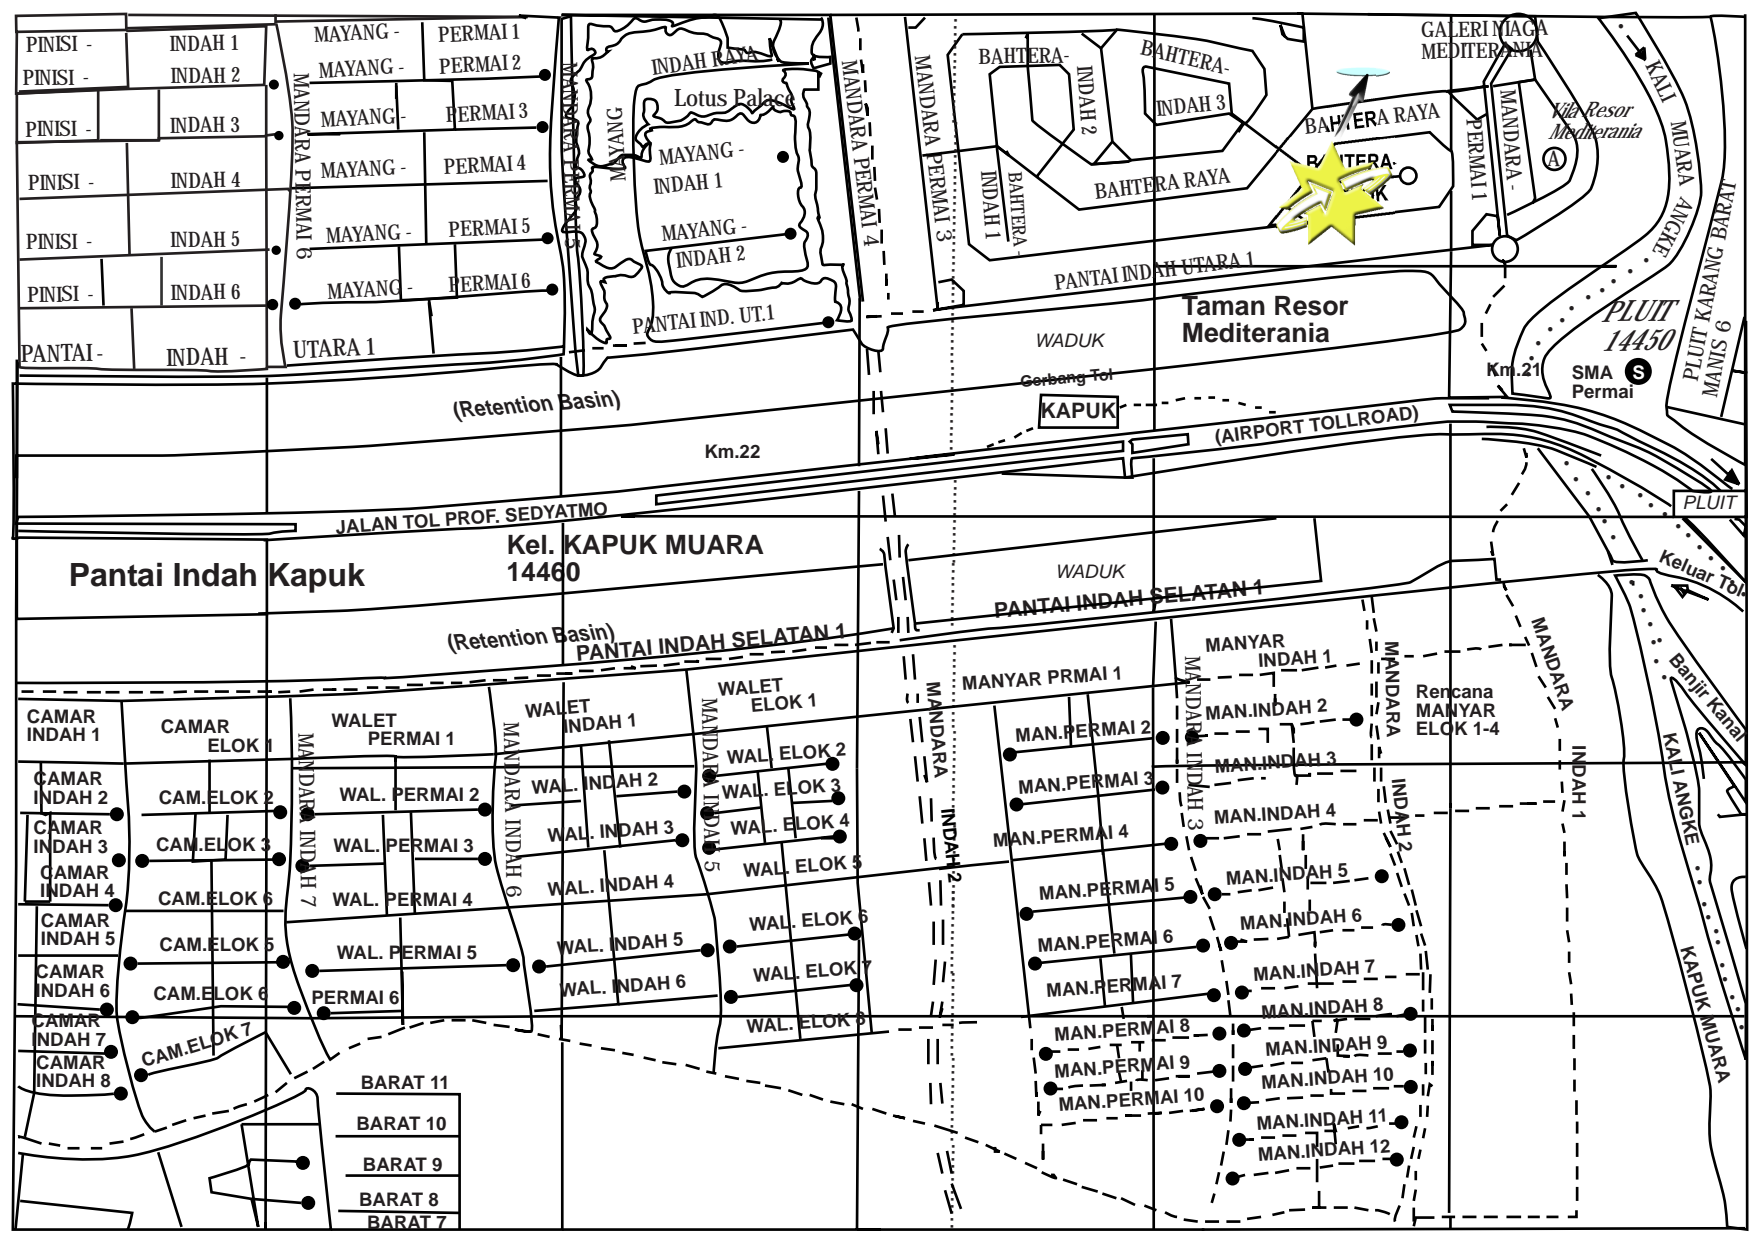 PINISI - INDAH 1
PINISI - INDAH 2
PINISI - INDAH 3
PINISI - INDAH 4
PINISI - INDAH 5
PINISI - INDAH 6
PANTAI - INDAH - UTARA 1
MANDARA PERMAI 6
MAYANG - PERMAI 1
MAYANG - PERMAI 2
MAYANG - PERMAI 3
MAYANG - PERMAI 4
MAYANG - PERMAI 5
MAYANG - PERMAI 6
MANDARA PERMAI 5
MAYANG
INDAH RAYA
Lotus Palace
MAYANG -
INDAH 1
MAYANG -
INDAH 2
PANTAI IND. UT.1
MANDARA PERMAI 4
MANDARA PERMAI 3
BAHTERA-
INDAH 2
BAHTERA-
INDAH 3
BAHTERA -
INDAH 1
BAHTERA RAYA
BAHTERA RAYA
BAHTERA-
PANTAI INDAH UTARA 1
GALERI NIAGA
MEDITERANIA
MANDARA -
PERMAI 1
Vila Resor
Mediterania
A
KALI MUARA ANGKE
PLUIT KARANG BARAT
MANIS 6
PLUIT
14450
SMA
Permai
S
Km.21
Taman Resor
Mediterania
WADUK
Gerbang Tol
KAPUK
(Retention Basin)
Km.22
(AIRPORT TOLLROAD)
JALAN TOL PROF. SEDYATMO
PLUIT
Keluar Tol
Kel. KAPUK MUARA
14460
Pantai Indah Kapuk
WADUK
(Retention Basin)
PANTAI INDAH SELATAN 1
PANTAI INDAH SELATAN 1
CAMAR
INDAH 1
CAMAR
INDAH 2
CAMAR
INDAH 3
CAMAR
INDAH 4
CAMAR
INDAH 5
CAMAR
INDAH 6
CAMAR
INDAH 7
CAMAR
INDAH 8
CAMAR
ELOK 1
CAM.ELOK 2
CAM.ELOK 3
CAM.ELOK 6
CAM.ELOK 5
CAM.ELOK 6
CAM.ELOK 7
MANDARA INDAH 7
WALET
PERMAI 1
WAL. PERMAI 2
WAL. PERMAI 3
WAL. PERMAI 4
WAL. PERMAI 5
PERMAI 6
MANDARA INDAH 6
WALET
INDAH 1
WAL. INDAH 2
WAL. INDAH 3
WAL. INDAH 4
WAL. INDAH 5
WAL. INDAH 6
MANDARA INDAH 5
WALET
ELOK 1
WAL. ELOK 2
WAL. ELOK 3
WAL. ELOK 4
WAL. ELOK 5
WAL. ELOK 6
WAL. ELOK 7
WAL. ELOK 8
MANDARA INDAH 2
MANYAR PRMAI 1
MAN.PERMAI 2
MAN.PERMAI 3
MAN.PERMAI 4
MAN.PERMAI 5
MAN.PERMAI 6
MAN.PERMAI 7
MAN.PERMAI 8
MAN.PERMAI 9
MAN.PERMAI 10
MANDARA INDAH 3
MANYAR
INDAH 1
MAN.INDAH 2
MAN.INDAH 3
MAN.INDAH 4
MAN.INDAH 5
MAN.INDAH 6
MAN.INDAH 7
MAN.INDAH 8
MAN.INDAH 9
MAN.INDAH 10
MAN.INDAH 11
MAN.INDAH 12
MANDARA INDAH 2
Rencana
MANYAR
ELOK 1-4
MANDARA INDAH 1
Banjir Kanal
KALI ANGKE
KAPUK MUARA
BARAT 11
BARAT 10
BARAT 9
BARAT 8
BARAT 7